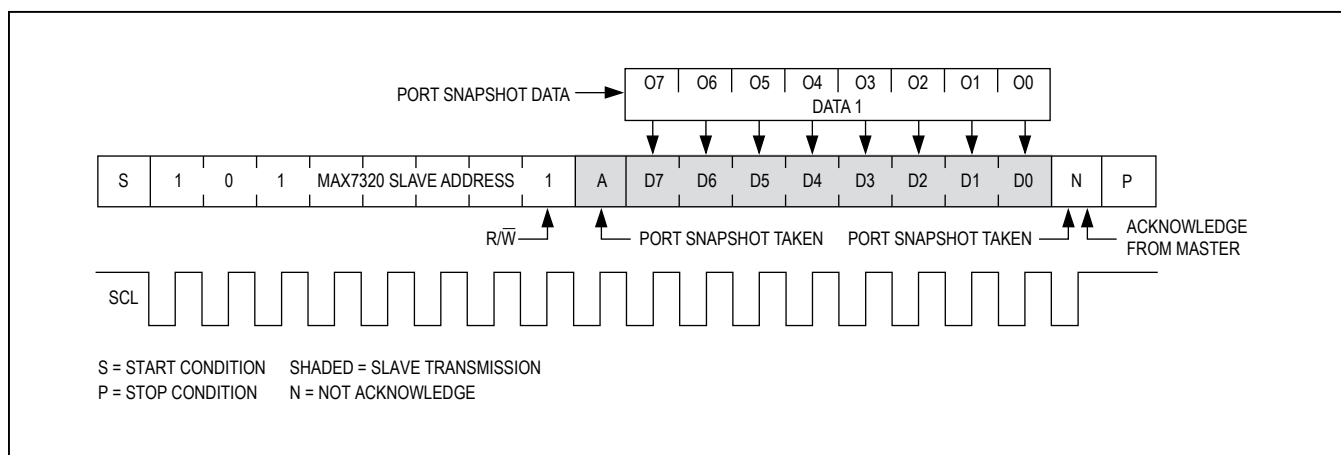 O7 O6 O5 O4 O3 O2 O1 O0
PORT SNAPSHOT DATA
DATA 1
S 1 0 1 MAX7320 SLAVE ADDRESS 1 A D7 D6 D5 D4 D3 D2 D1 D0 N P
R/W̅ PORT SNAPSHOT TAKEN PORT SNAPSHOT TAKEN ACKNOWLEDGE
FROM MASTER
SCL
S = START CONDITION SHADED = SLAVE TRANSMISSION
P = STOP CONDITION N = NOT ACKNOWLEDGE